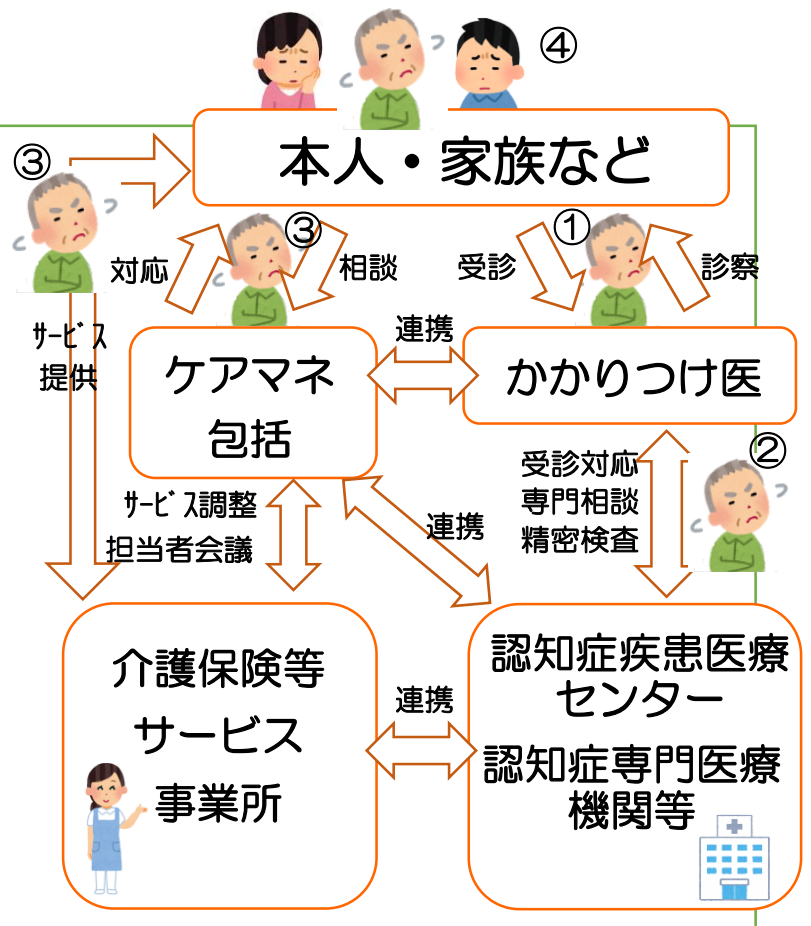 ④
本人・家族など
③
③
①
対応
相談
受診
診察
サービス
提供
ケアマネ
包括
連携
かかりつけ医
②
受診対応
専門相談
精密検査
サービス調整
担当者会議
連携
介護保険等
サービス
事業所
連携
認知症疾患医療
センター
認知症専門医療
機関等